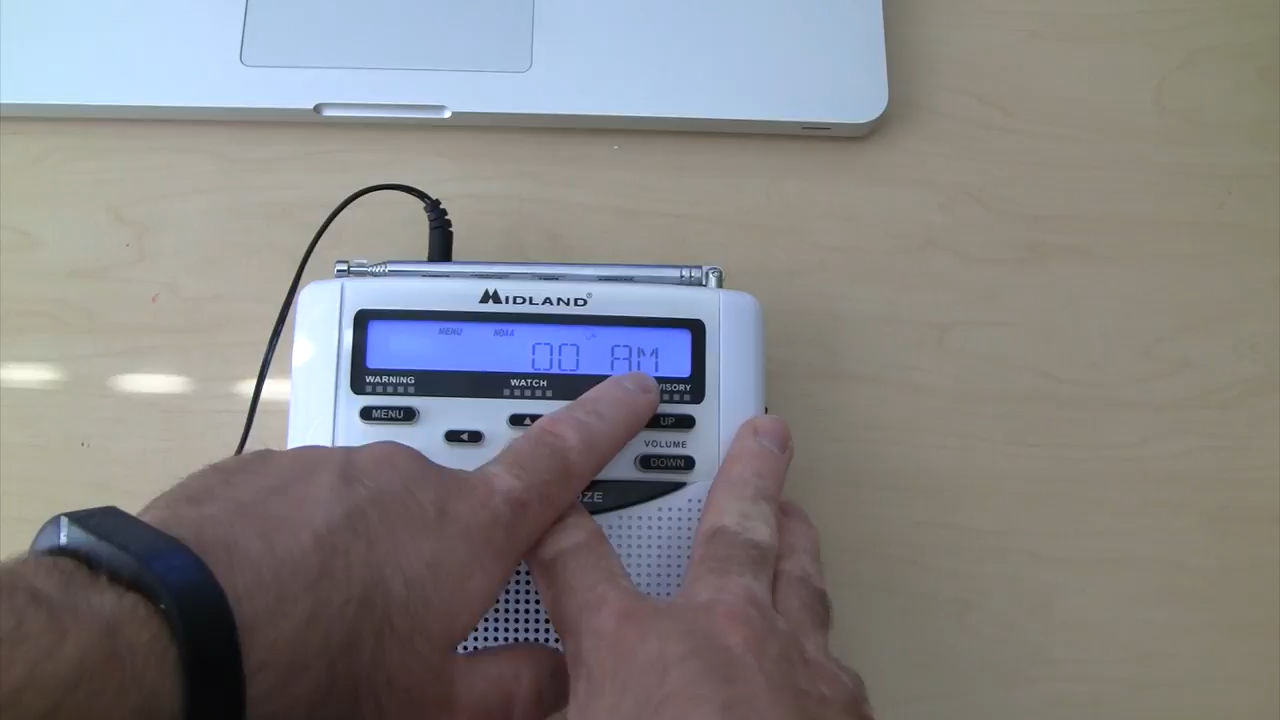 MIDLAND®
MENU NOAA
00 AM
WARNING WATCH
MENU UP
VOLUME
DOWN